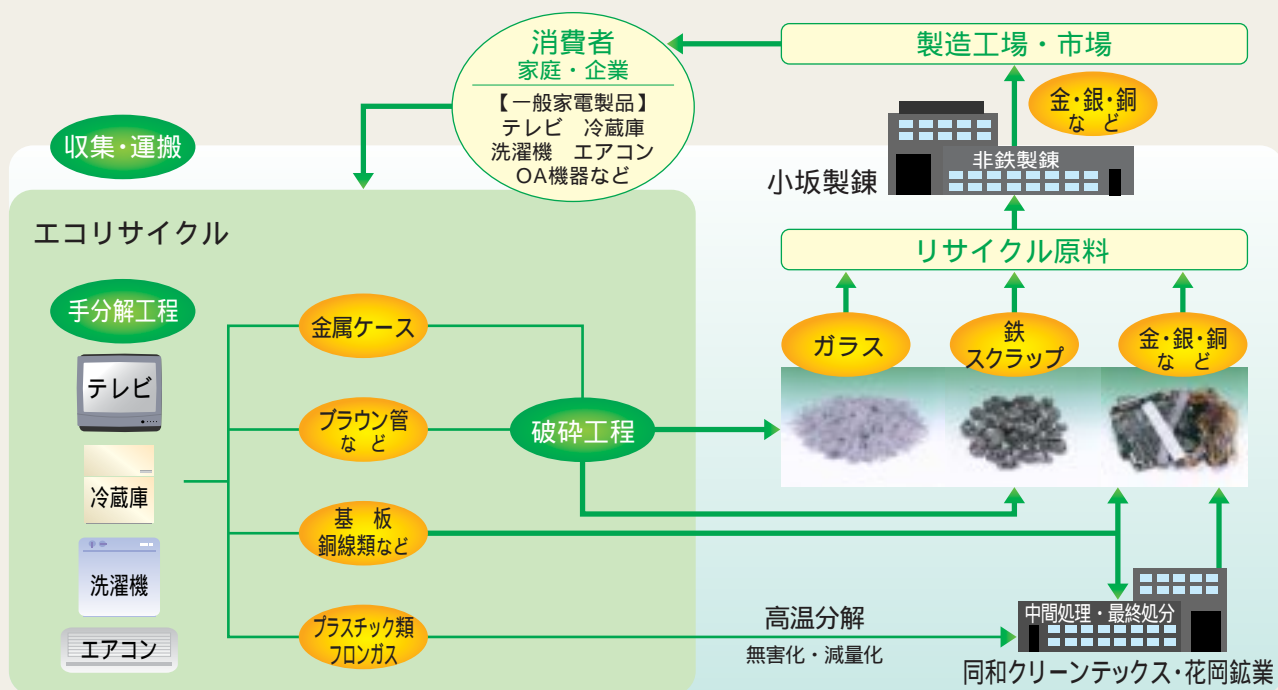 消費者
家庭・企業
【一般家電製品】
テレビ　冷蔵庫
洗濯機　エアコン
OA機器など
製造工場・市場
金・銀・銅
など
収集・運搬
非鉄製錬
小坂製錬
エコリサイクル
リサイクル原料
手分解工程
テレビ
冷蔵庫
洗濯機
エアコン
金属ケース
ブラウン管
など
基　板
銅線類など
プラスチック類
フロンガス
破砕工程
ガラス
鉄
スクラップ
金・銀・銅
など
高温分解
無害化・減量化
中間処理・最終処分
同和クリーンテックス・花岡鉱業